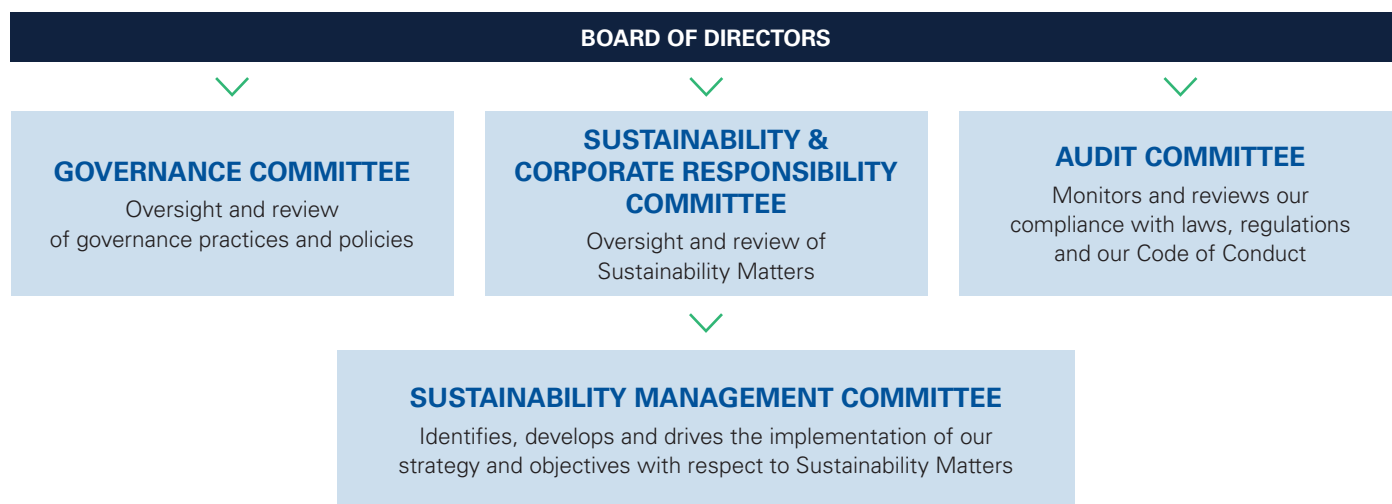 BOARD OF DIRECTORS
GOVERNANCE COMMITTEE
Oversight and review
of governance practices and policies
SUSTAINABILITY &
CORPORATE RESPONSIBILITY
COMMITTEE
Oversight and review of
Sustainability Matters
AUDIT COMMITTEE
Monitors and reviews our
compliance with laws, regulations
and our Code of Conduct
SUSTAINABILITY MANAGEMENT COMMITTEE
Identifies, develops and drives the implementation of our
strategy and objectives with respect to Sustainability Matters